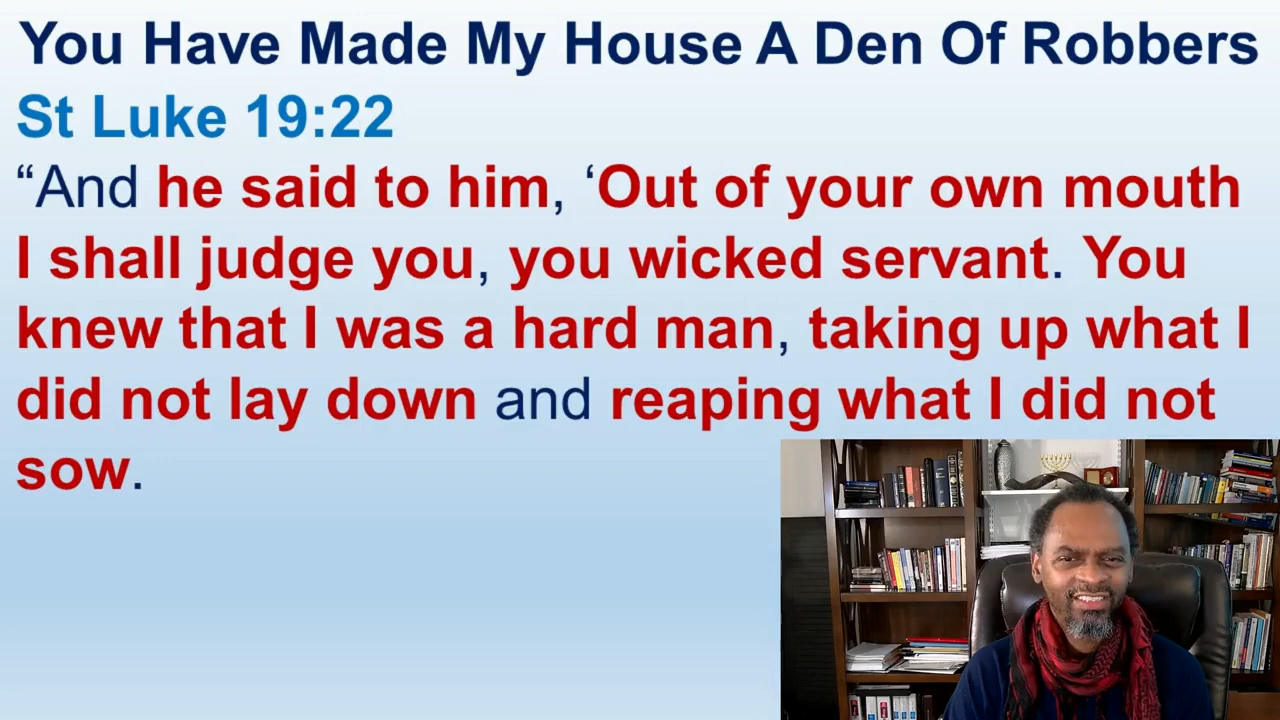 You Have Made My House A Den Of Robbers
St Luke 19:22
“And he said to him, ‘Out of your own mouth
I shall judge you, you wicked servant. You
knew that I was a hard man, taking up what I
did not lay down and reaping what I did not
sow.